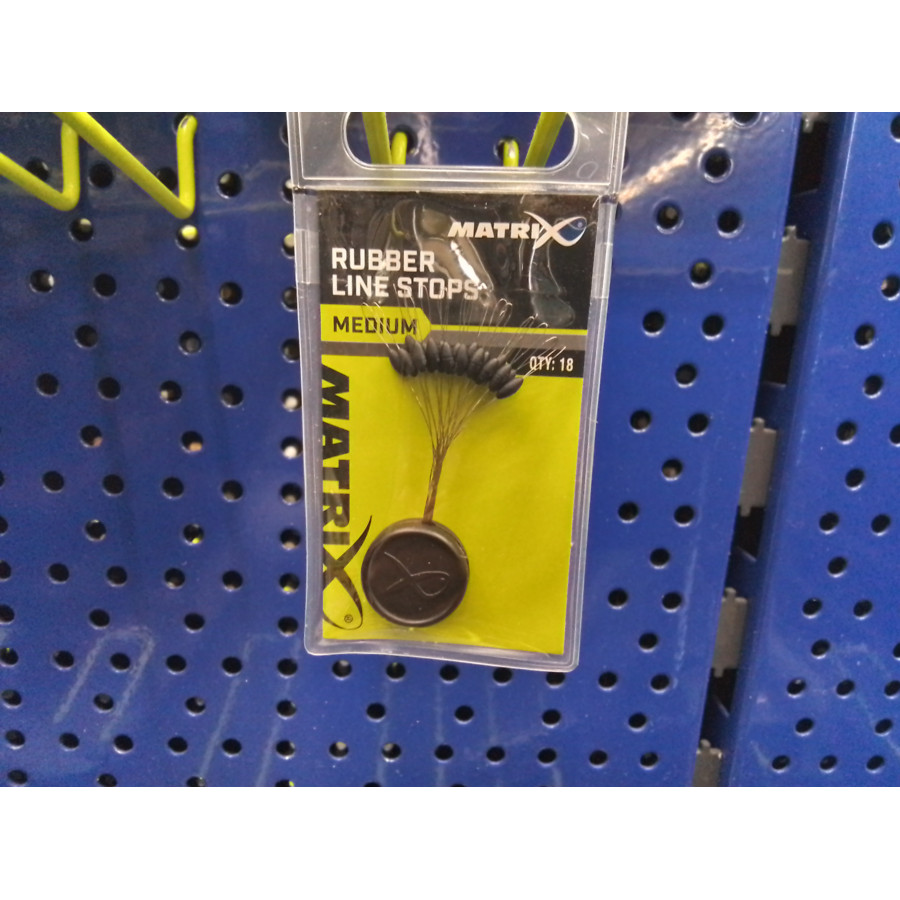 MATRIX
RUBBER
LINE STOPS
MEDIUM
QTY: 18
MATRIX®